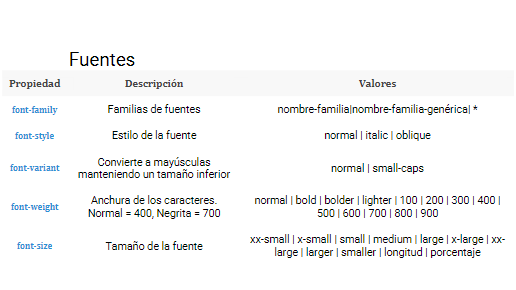 Fuentes
Propiedad Descripción Valores
font-family Familias de fuentes nombre-familia|nombre-familia-genérica| *
font-style Estilo de la fuente normal | italic | oblique
font-variant Convierte a mayúsculas manteniendo un tamaño inferior normal | small-caps
font-weight Anchura de los caracteres. Normal = 400, Negrita = 700 normal | bold | bolder | lighter | 100 | 200 | 300 | 400 | 500 | 600 | 700 | 800 | 900
font-size Tamaño de la fuente xx-small | x-small | small | medium | large | x-large | xx-large | larger | smaller | longitud | porcentaje